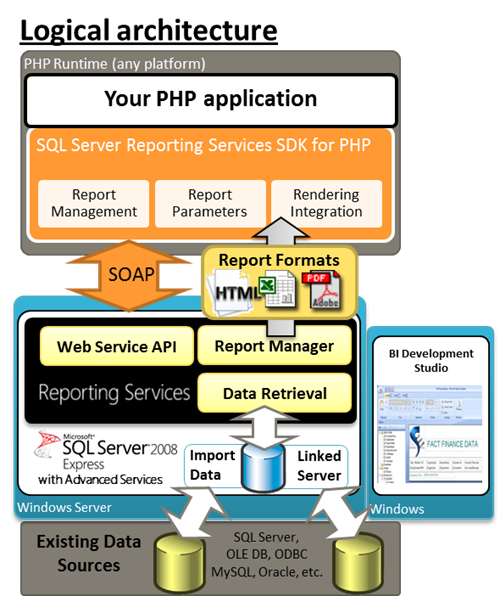 Logical architecture
PHP Runtime (any platform)
Your PHP application
SQL Server Reporting Services SDK for PHP
Report
Management
Report
Parameters
Rendering
Integration
SOAP
Report Formats
HTML
PDF
Adobe
Web Service API
Report Manager
Reporting Services
Data Retrieval
Microsoft®
SQL Server®2008
Express
with Advanced Services
Import
Data
Linked
Server
Windows Server
BI Development
Studio
FACT FINANCE DATA
Windows
Existing Data
Sources
SQL Server,
OLE DB, ODBC
MySQL, Oracle, etc.